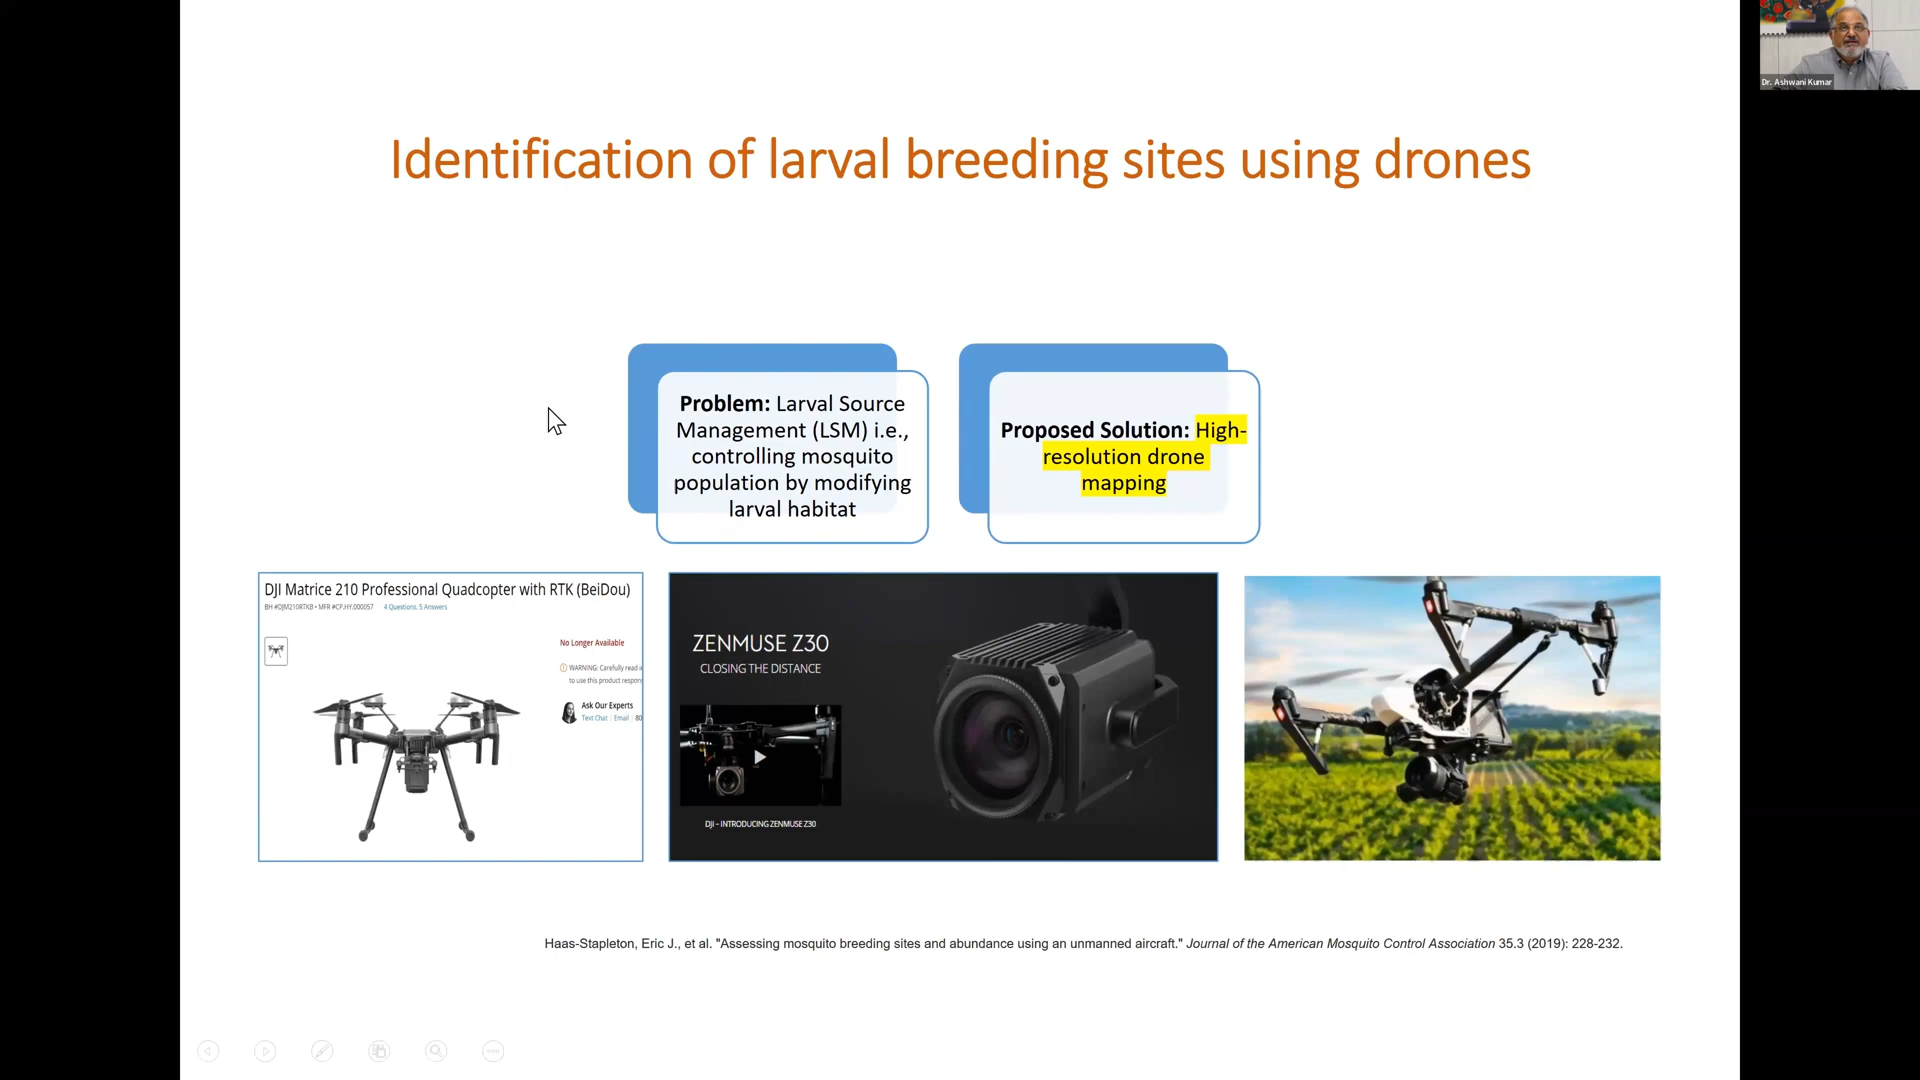 Dr. Ashwani Kumar
Identification of larval breeding sites using drones
Problem: Larval Source
Management (LSM) i.e.,
controlling mosquito
population by modifying
larval habitat
Proposed Solution: High-
resolution drone
mapping
DJI Matrice 210 Professional Quadcopter with RTK (BeiDou)
BH #DJM210RTKB • MFR #CP.HY.000057 4 Questions, 5 Answers
No Longer Available
WARNING: Carefully read
to use this product
Ask Our Experts
Text Chat | Email | 80
ZENMUSE Z30
CLOSING THE DISTANCE
DJI – INTRODUCING ZENMUSE Z30
Haas-Stapleton, Eric J., et al. "Assessing mosquito breeding sites and abundance using an unmanned aircraft." Journal of the American Mosquito Control Association 35.3 (2019): 228-232.